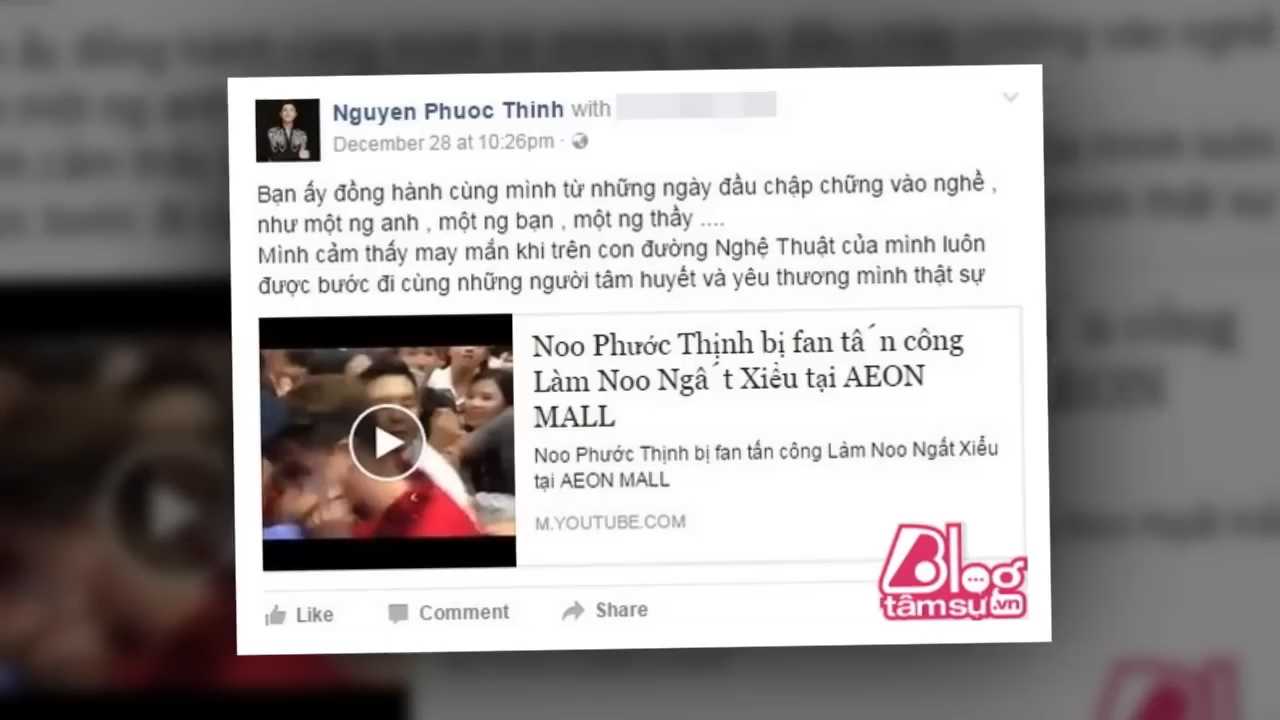 Nguyen Phuoc Thinh with
December 28 at 10:26pm ·
Bạn ấy đồng hành cùng mình từ những ngày đầu chập chững vào nghề ,
như một ng anh , một ng bạn , một ng thầy ....
Mình cảm thấy may mắn khi trên con đường Nghệ Thuật của mình luôn
được bước đi cùng những người tâm huyết và yêu thương mình thật sự
Noo Phước Thịnh bị fan tấn công
Làm Noo Ngất Xiểu tại AEON
MALL
Noo Phước Thịnh bị fan tấn công Làm Noo Ngất Xiểu
tại AEON MALL
M.YOUTUBE.COM
Like Comment Share
Blog
tâmsự.vn